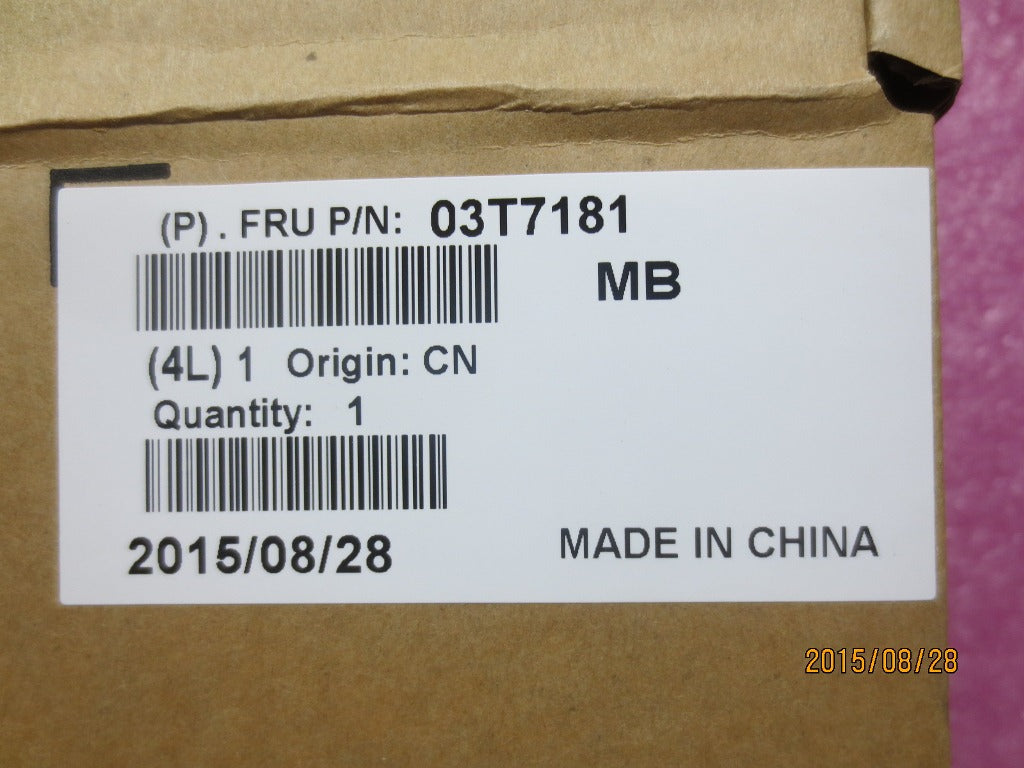 (P) . FRU P/N: 03T7181
MB
(4L) 1 Origin: CN
Quantity: 1
2015/08/28
MADE IN CHINA
2015/08/28